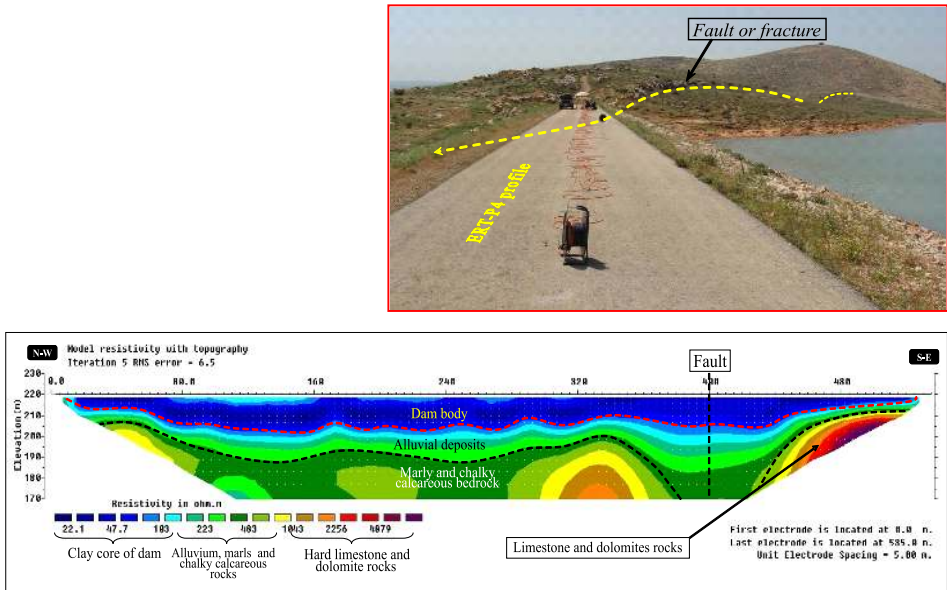 Fault or fracture
ERT-P4 profile
N-W
Model resistivity with topography
Iteration 5 RMS error = 6.5
Fault
S-E
Elevation[m]
230
220
210
200
190
180
170
0.0 80.0 160 240 320 400 480
Dam body
Alluvial deposits
Marly and chalky
calcareous bedrock
Resistivity in ohm.m
22.1 47.7 103 223 483 1043 2256 4879
Clay core of dam
Alluvium, marls and
chalky calcareous
rocks
Hard limestone and
dolomite rocks
Limestone and dolomites rocks
First electrode is located at 0.0 m.
Last electrode is located at 585.0 m.
Unit Electrode Spacing = 5.00 m.